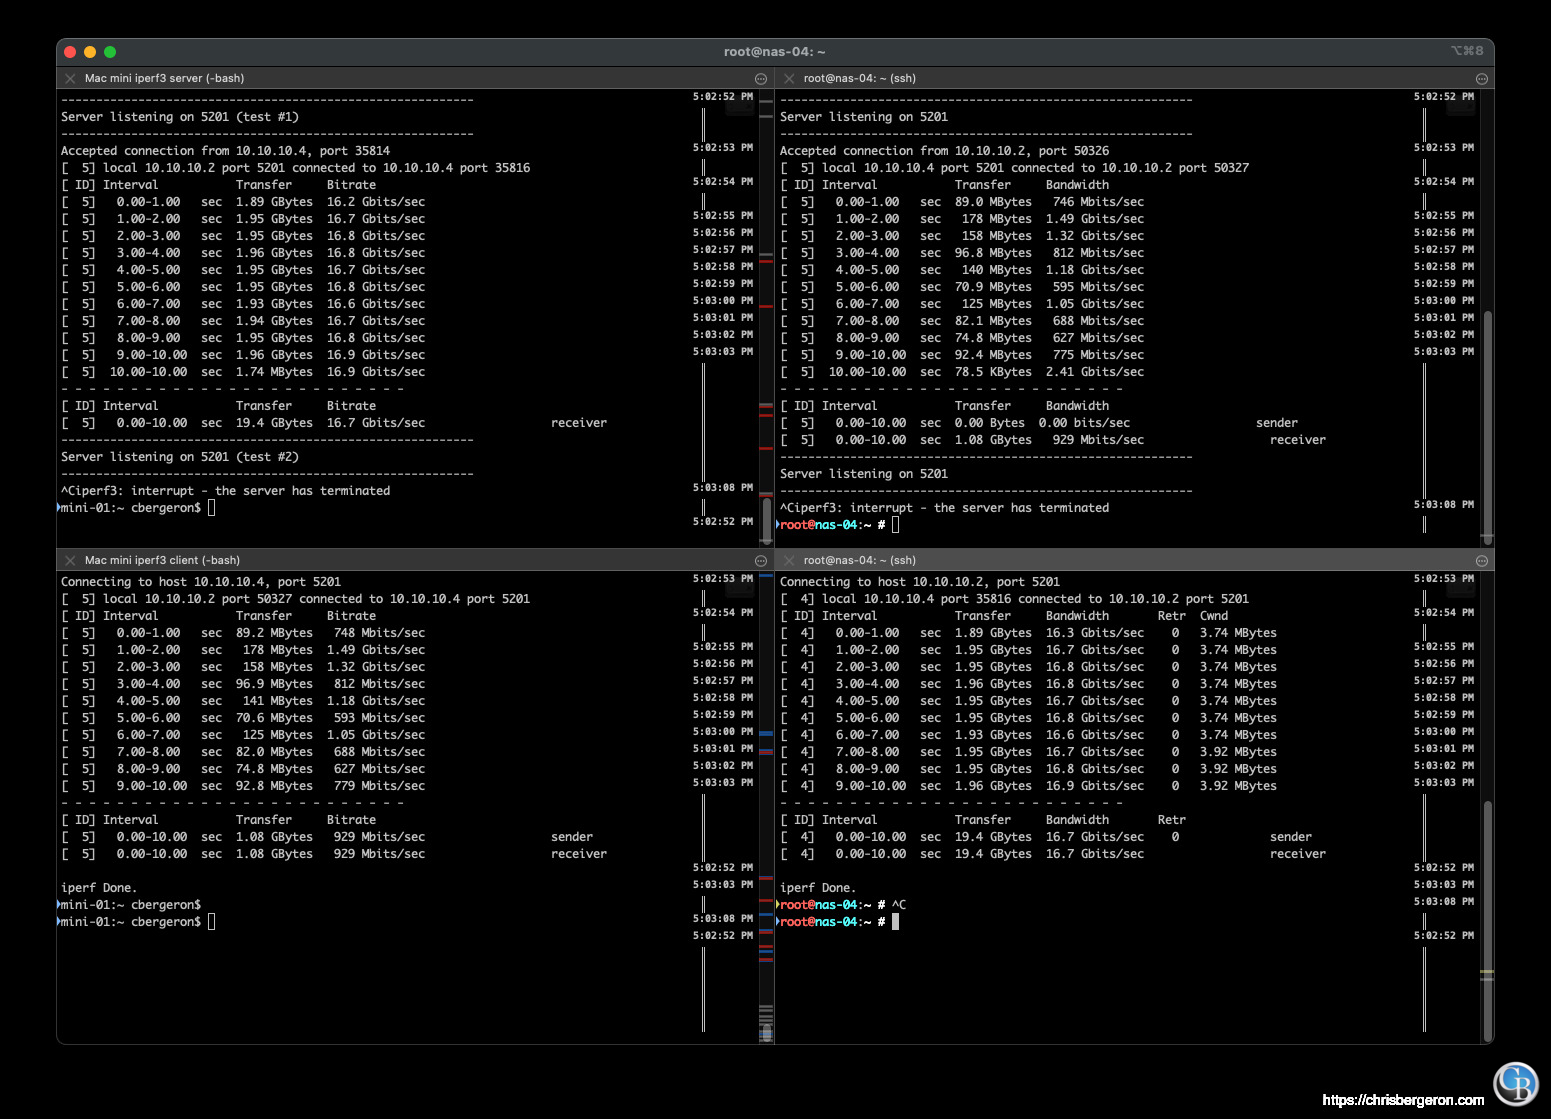 root@nas-04: ~
⌥⌘8
Mac mini iperf3 server (-bash)
-----------------------------------------------------------
Server listening on 5201 (test #1)
-----------------------------------------------------------
Accepted connection from 10.10.10.4, port 35814
[  5] local 10.10.10.2 port 5201 connected to 10.10.10.4 port 35816
[ ID] Interval           Transfer     Bitrate
[  5]   0.00-1.00   sec  1.89 GBytes  16.2 Gbits/sec
[  5]   1.00-2.00   sec  1.95 GBytes  16.7 Gbits/sec
[  5]   2.00-3.00   sec  1.95 GBytes  16.8 Gbits/sec
[  5]   3.00-4.00   sec  1.96 GBytes  16.8 Gbits/sec
[  5]   4.00-5.00   sec  1.95 GBytes  16.7 Gbits/sec
[  5]   5.00-6.00   sec  1.95 GBytes  16.8 Gbits/sec
[  5]   6.00-7.00   sec  1.93 GBytes  16.6 Gbits/sec
[  5]   7.00-8.00   sec  1.94 GBytes  16.7 Gbits/sec
[  5]   8.00-9.00   sec  1.95 GBytes  16.8 Gbits/sec
[  5]   9.00-10.00  sec  1.96 GBytes  16.9 Gbits/sec
[  5]  10.00-10.00  sec  1.74 MBytes  16.9 Gbits/sec
- - - - - - - - - - - - - - - - - - - - - - - - -
[ ID] Interval           Transfer     Bitrate
[  5]   0.00-10.00  sec  19.4 GBytes  16.7 Gbits/sec                  receiver
-----------------------------------------------------------
Server listening on 5201 (test #2)
-----------------------------------------------------------
^Ciperf3: interrupt - the server has terminated
mini-01:~ cbergeron$
5:02:52 PM
5:02:53 PM
5:02:54 PM
5:02:55 PM
5:02:56 PM
5:02:57 PM
5:02:58 PM
5:02:59 PM
5:03:00 PM
5:03:01 PM
5:03:02 PM
5:03:03 PM
5:03:08 PM
5:02:52 PM
root@nas-04: ~ (ssh)
-----------------------------------------------------------
Server listening on 5201
-----------------------------------------------------------
Accepted connection from 10.10.10.2, port 50326
[  5] local 10.10.10.4 port 5201 connected to 10.10.10.2 port 50327
[ ID] Interval           Transfer     Bandwidth
[  5]   0.00-1.00   sec  89.0 MBytes   746 Mbits/sec
[  5]   1.00-2.00   sec   178 MBytes  1.49 Gbits/sec
[  5]   2.00-3.00   sec   158 MBytes  1.32 Gbits/sec
[  5]   3.00-4.00   sec  96.8 MBytes   812 Mbits/sec
[  5]   4.00-5.00   sec   140 MBytes  1.18 Gbits/sec
[  5]   5.00-6.00   sec  70.9 MBytes   595 Mbits/sec
[  5]   6.00-7.00   sec   125 MBytes  1.05 Gbits/sec
[  5]   7.00-8.00   sec  82.1 MBytes   688 Mbits/sec
[  5]   8.00-9.00   sec  74.8 MBytes   627 Mbits/sec
[  5]   9.00-10.00  sec  92.4 MBytes   775 Mbits/sec
[  5]  10.00-10.00  sec  78.5 KBytes  2.41 Gbits/sec
- - - - - - - - - - - - - - - - - - - - - - - - -
[ ID] Interval           Transfer     Bandwidth
[  5]   0.00-10.00  sec  0.00 Bytes  0.00 bits/sec                  sender
[  5]   0.00-10.00  sec  1.08 GBytes   929 Mbits/sec                  receiver
-----------------------------------------------------------
Server listening on 5201
-----------------------------------------------------------
^Ciperf3: interrupt - the server has terminated
root@nas-04:~ #
5:02:52 PM
5:02:53 PM
5:02:54 PM
5:02:55 PM
5:02:56 PM
5:02:57 PM
5:02:58 PM
5:02:59 PM
5:03:00 PM
5:03:01 PM
5:03:02 PM
5:03:03 PM
5:03:08 PM
Mac mini iperf3 client (-bash)
Connecting to host 10.10.10.4, port 5201
[  5] local 10.10.10.2 port 50327 connected to 10.10.10.4 port 5201
[ ID] Interval           Transfer     Bitrate
[  5]   0.00-1.00   sec  89.2 MBytes   748 Mbits/sec
[  5]   1.00-2.00   sec   178 MBytes  1.49 Gbits/sec
[  5]   2.00-3.00   sec   158 MBytes  1.32 Gbits/sec
[  5]   3.00-4.00   sec  96.9 MBytes   812 Mbits/sec
[  5]   4.00-5.00   sec   141 MBytes  1.18 Gbits/sec
[  5]   5.00-6.00   sec  70.6 MBytes   593 Mbits/sec
[  5]   6.00-7.00   sec   125 MBytes  1.05 Gbits/sec
[  5]   7.00-8.00   sec  82.0 MBytes   688 Mbits/sec
[  5]   8.00-9.00   sec  74.8 MBytes   627 Mbits/sec
[  5]   9.00-10.00  sec  92.8 MBytes   779 Mbits/sec
- - - - - - - - - - - - - - - - - - - - - - - - -
[ ID] Interval           Transfer     Bitrate
[  5]   0.00-10.00  sec  1.08 GBytes   929 Mbits/sec                  sender
[  5]   0.00-10.00  sec  1.08 GBytes   929 Mbits/sec                  receiver
iperf Done.
mini-01:~ cbergeron$
mini-01:~ cbergeron$
5:02:53 PM
5:02:54 PM
5:02:55 PM
5:02:56 PM
5:02:57 PM
5:02:58 PM
5:02:59 PM
5:03:00 PM
5:03:01 PM
5:03:02 PM
5:03:03 PM
5:02:52 PM
5:03:03 PM
5:03:08 PM
5:02:52 PM
root@nas-04: ~ (ssh)
Connecting to host 10.10.10.2, port 5201
[  4] local 10.10.10.4 port 35816 connected to 10.10.10.2 port 5201
[ ID] Interval           Transfer     Bandwidth       Retr  Cwnd
[  4]   0.00-1.00   sec  1.89 GBytes  16.3 Gbits/sec    0   3.74 MBytes
[  4]   1.00-2.00   sec  1.95 GBytes  16.7 Gbits/sec    0   3.74 MBytes
[  4]   2.00-3.00   sec  1.95 GBytes  16.8 Gbits/sec    0   3.74 MBytes
[  4]   3.00-4.00   sec  1.96 GBytes  16.8 Gbits/sec    0   3.74 MBytes
[  4]   4.00-5.00   sec  1.95 GBytes  16.7 Gbits/sec    0   3.74 MBytes
[  4]   5.00-6.00   sec  1.95 GBytes  16.8 Gbits/sec    0   3.74 MBytes
[  4]   6.00-7.00   sec  1.93 GBytes  16.6 Gbits/sec    0   3.74 MBytes
[  4]   7.00-8.00   sec  1.95 GBytes  16.7 Gbits/sec    0   3.92 MBytes
[  4]   8.00-9.00   sec  1.95 GBytes  16.8 Gbits/sec    0   3.92 MBytes
[  4]   9.00-10.00  sec  1.96 GBytes  16.9 Gbits/sec    0   3.92 MBytes
- - - - - - - - - - - - - - - - - - - - - - - - -
[ ID] Interval           Transfer     Bandwidth       Retr
[  4]   0.00-10.00  sec  19.4 GBytes  16.7 Gbits/sec    0             sender
[  4]   0.00-10.00  sec  19.4 GBytes  16.7 Gbits/sec                  receiver
iperf Done.
root@nas-04:~ # ^C
root@nas-04:~ #
5:02:53 PM
5:02:54 PM
5:02:55 PM
5:02:56 PM
5:02:57 PM
5:02:58 PM
5:02:59 PM
5:03:00 PM
5:03:01 PM
5:03:02 PM
5:03:03 PM
5:02:52 PM
5:03:03 PM
5:03:08 PM
5:02:52 PM
https://chrisbergeron.com
CB